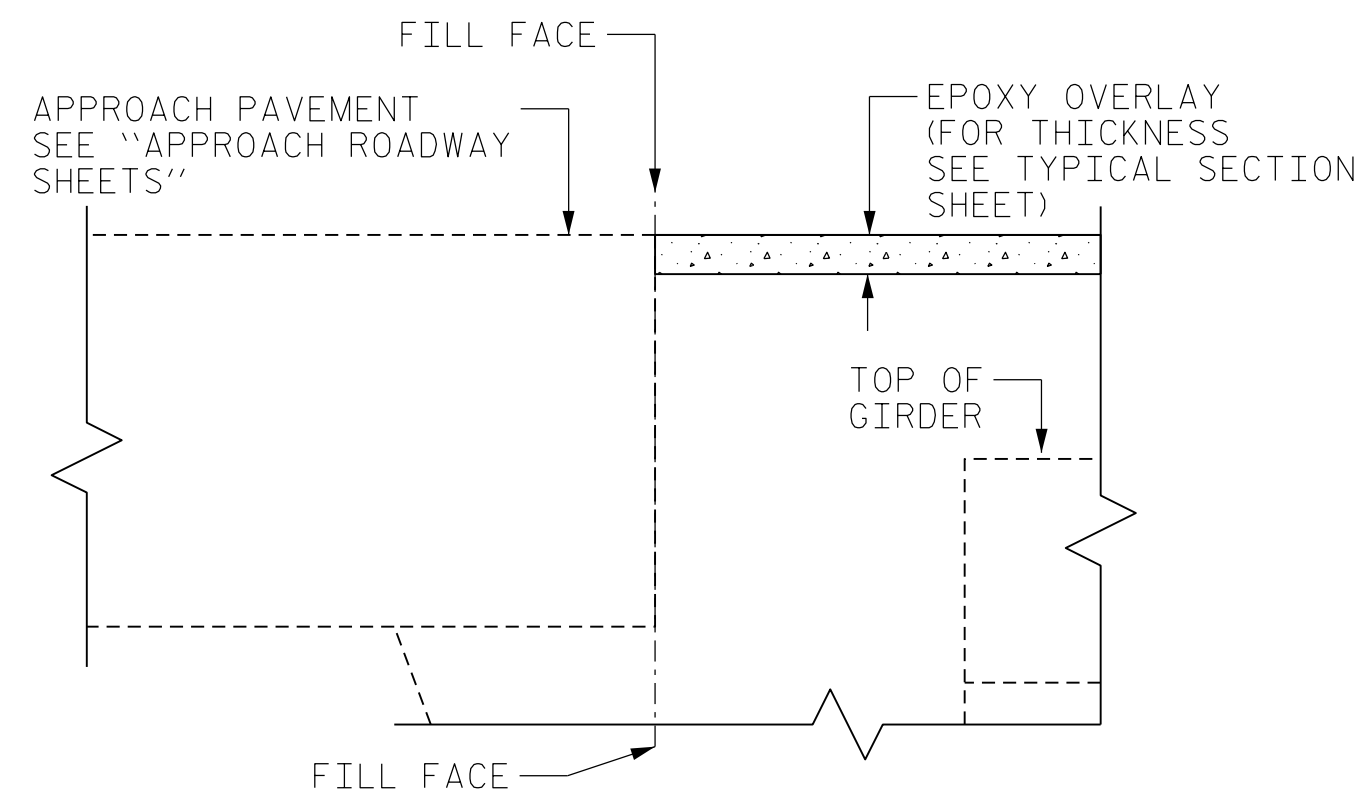 FILL FACE
APPROACH PAVEMENT
SEE ``APPROACH ROADWAY
SHEETS''
EPOXY OVERLAY
(FOR THICKNESS
SEE TYPICAL SECTION
SHEET)
TOP OF
GIRDER
FILL FACE